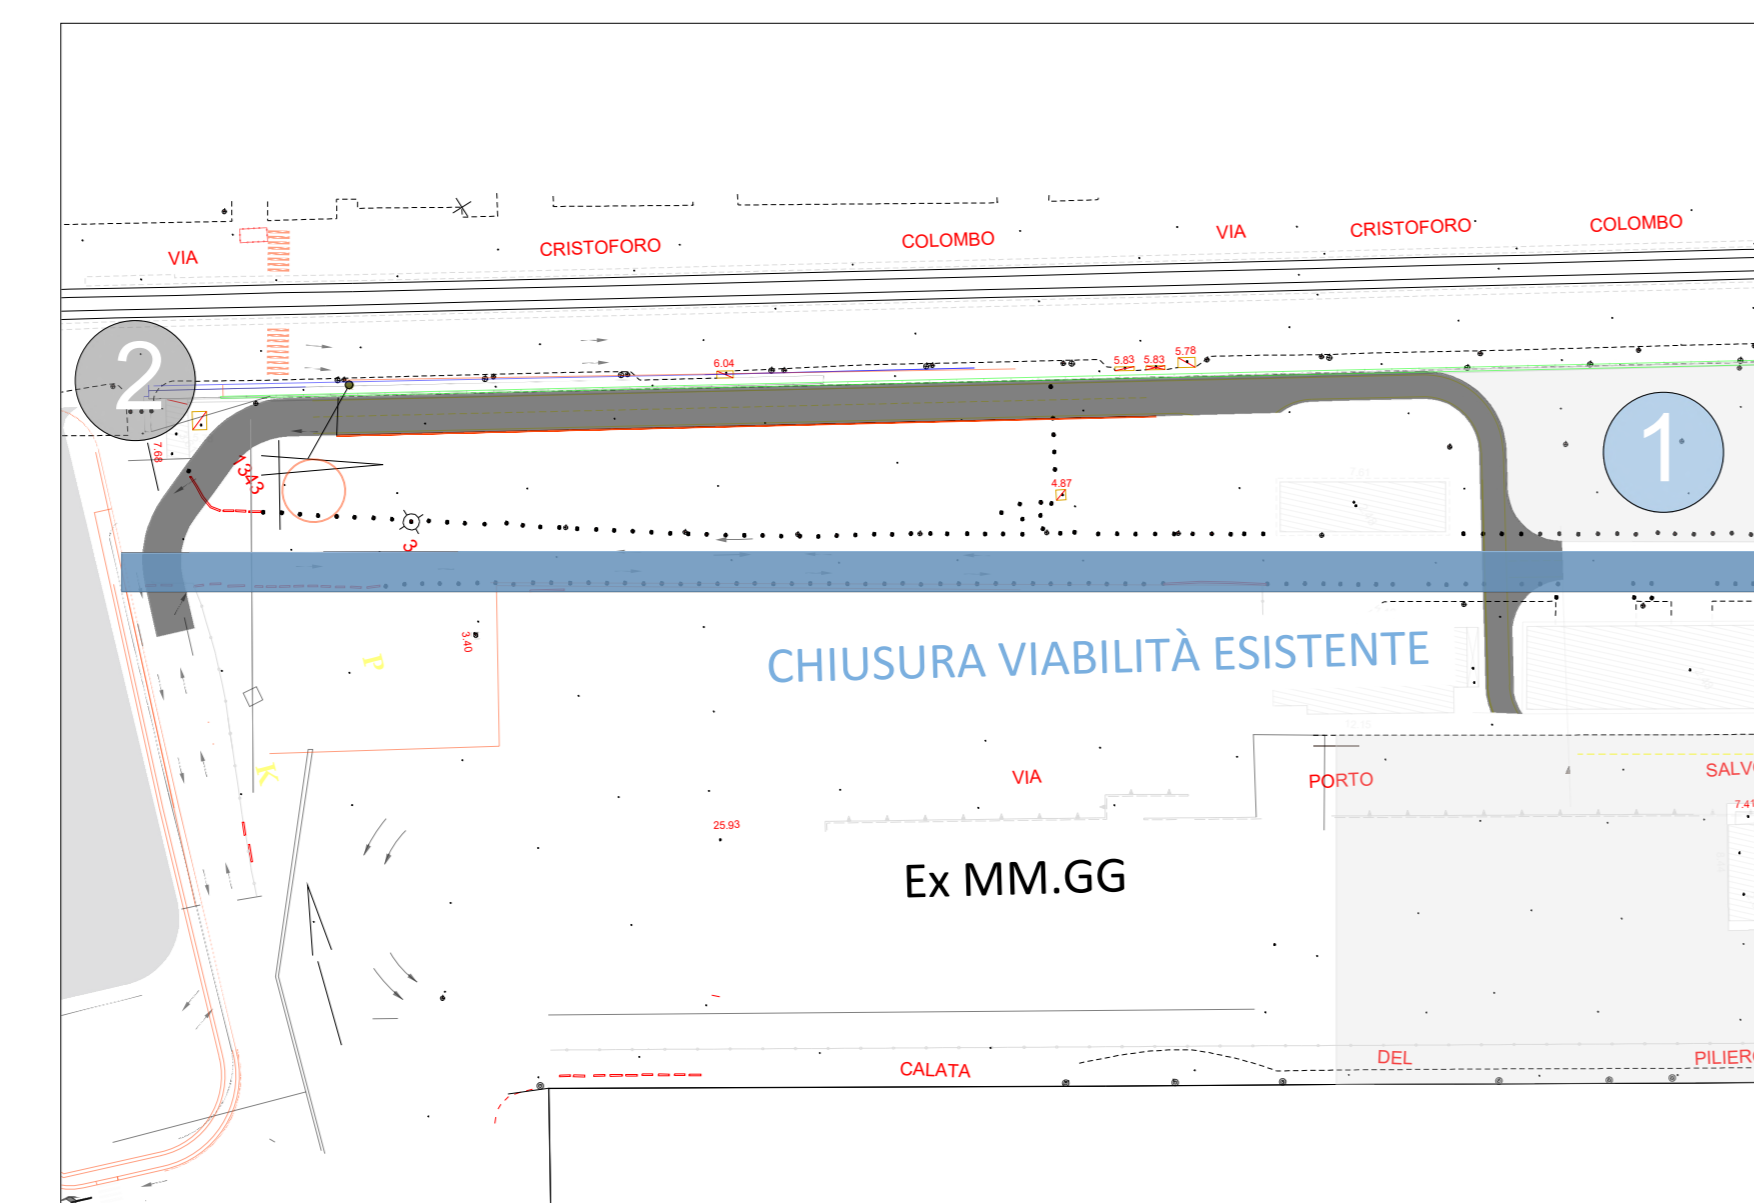 VIA CRISTOFORO COLOMBO VIA CRISTOFORO COLOMBO
2
6.04
5.83 5.83 5.78
1
7.68
1343
4.87
3
3.40
CHIUSURA VIABILITÀ ESISTENTE
P
K
VIA PORTO
25.93
7.41
Ex MM.GG
CALATA DEL